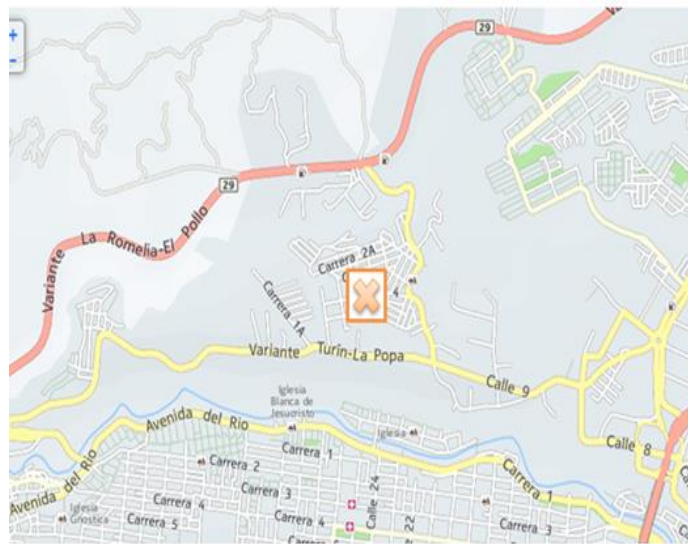 +
-
29
29
Variante La Romelia-El Pollo
Carrera 2A
4
Carrera 1A
Variante Turín-La Popa
Calle 9
Iglesia
Blanca de
Jesucristo
Avenida del Rio
Iglesia
Calle 8
Carrera 1
Carrera 2
Carrera 1
Avenida del Rio
Carrera 3
Calle 24
Carrera 4
Iglesia
Gnostica
Carrera 5
Carrera 4
22
Carrera 3